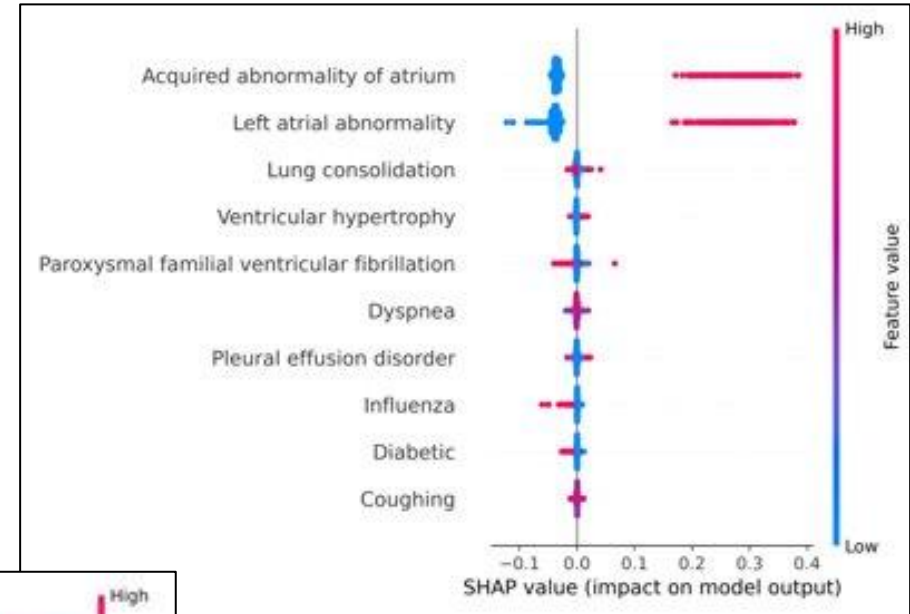 High
Acquired abnormality of atrium
Left atrial abnormality
Lung consolidation
Ventricular hypertrophy
Paroxysmal familial ventricular fibrillation
Dyspnea
Pleural effusion disorder
Influenza
Diabetic
Coughing
Feature value
Low
−0.1 0.0 0.1 0.2 0.3 0.4
SHAP value (impact on model output)
High